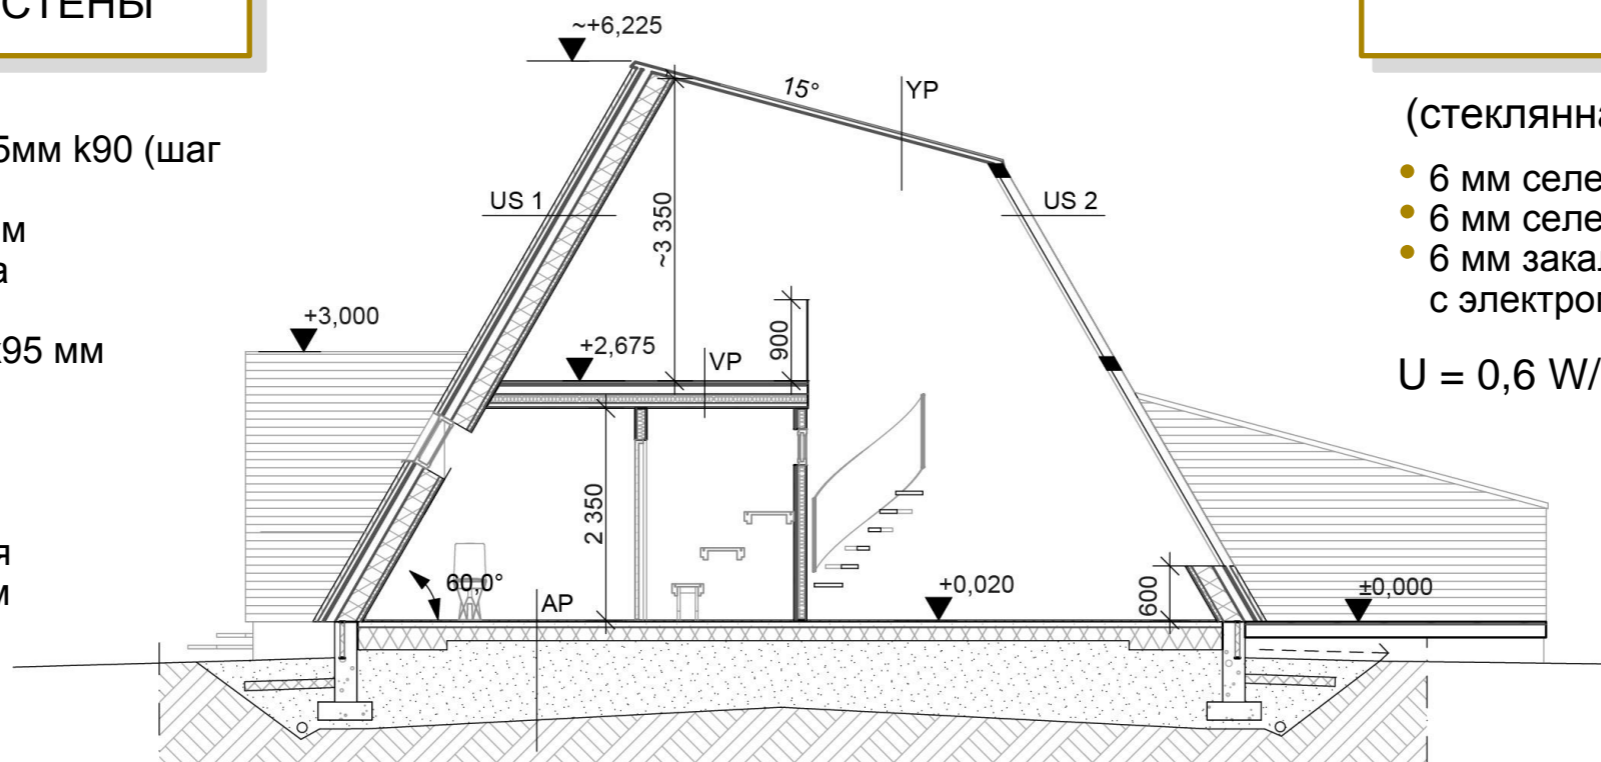 СТЕНЫ
5мм k90 (шаг
м
а
х95 мм
я
м
~+6,225
15°
YP
US 1
US 2
~3 350
+3,000
+2,675
VP
900
2 350
60,0°
AP
+0,020
600
±0,000
(стеклянна
• 6 мм селе
• 6 мм селе
• 6 мм зака
с электро
U = 0,6 W/